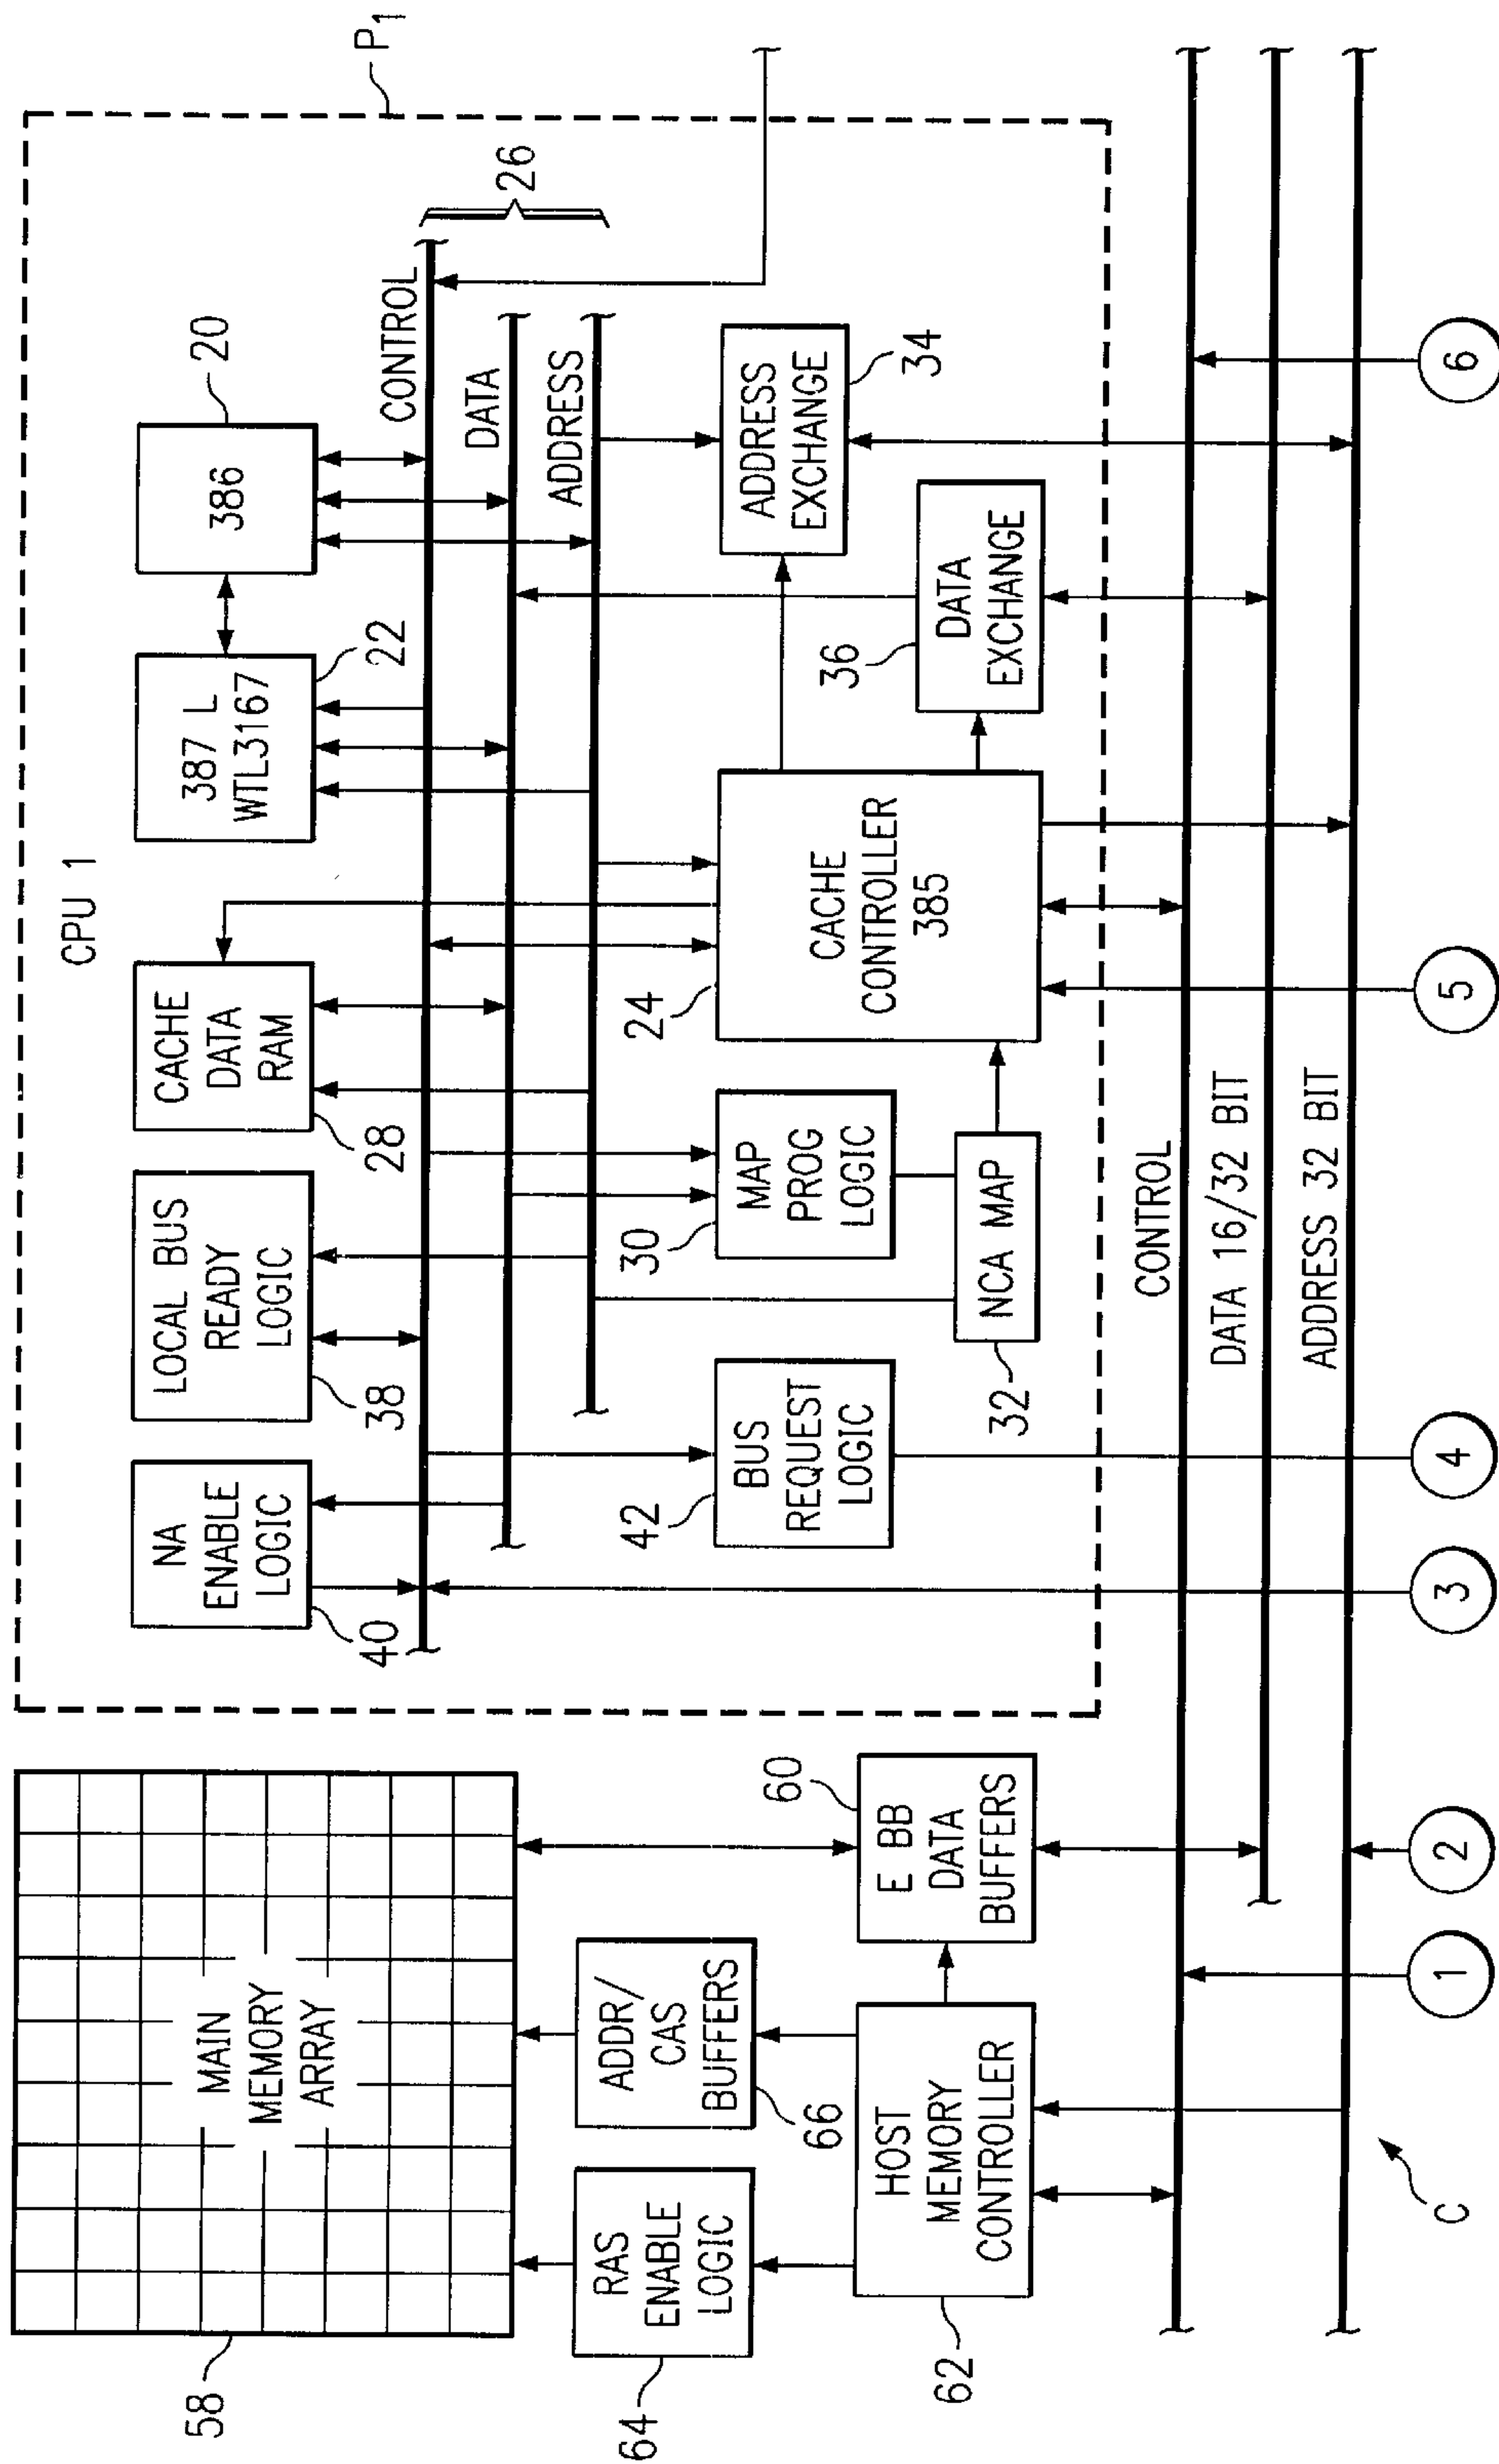 CPU 1
P1
MAIN
MEMORY
ARRAY
58
NA
ENABLE
LOGIC
40
LOCAL BUS
READY
LOGIC
38
CACHE
DATA
RAM
28
387 L
WTL3167
22
386
20
CONTROL
DATA
ADDRESS
26
RAS
ENABLE
LOGIC
64
ADDR/
CAS
BUFFERS
66
HOST
MEMORY
CONTROLLER
62
E BB
DATA
BUFFERS
60
42
BUS
REQUEST
LOGIC
30
MAP
PROG
LOGIC
NCA MAP
32
24
CACHE
CONTROLLER
385
36
DATA
EXCHANGE
ADDRESS
EXCHANGE
34
CONTROL
DATA 16/32 BIT
ADDRESS 32 BIT
C
1
2
3
4
5
6